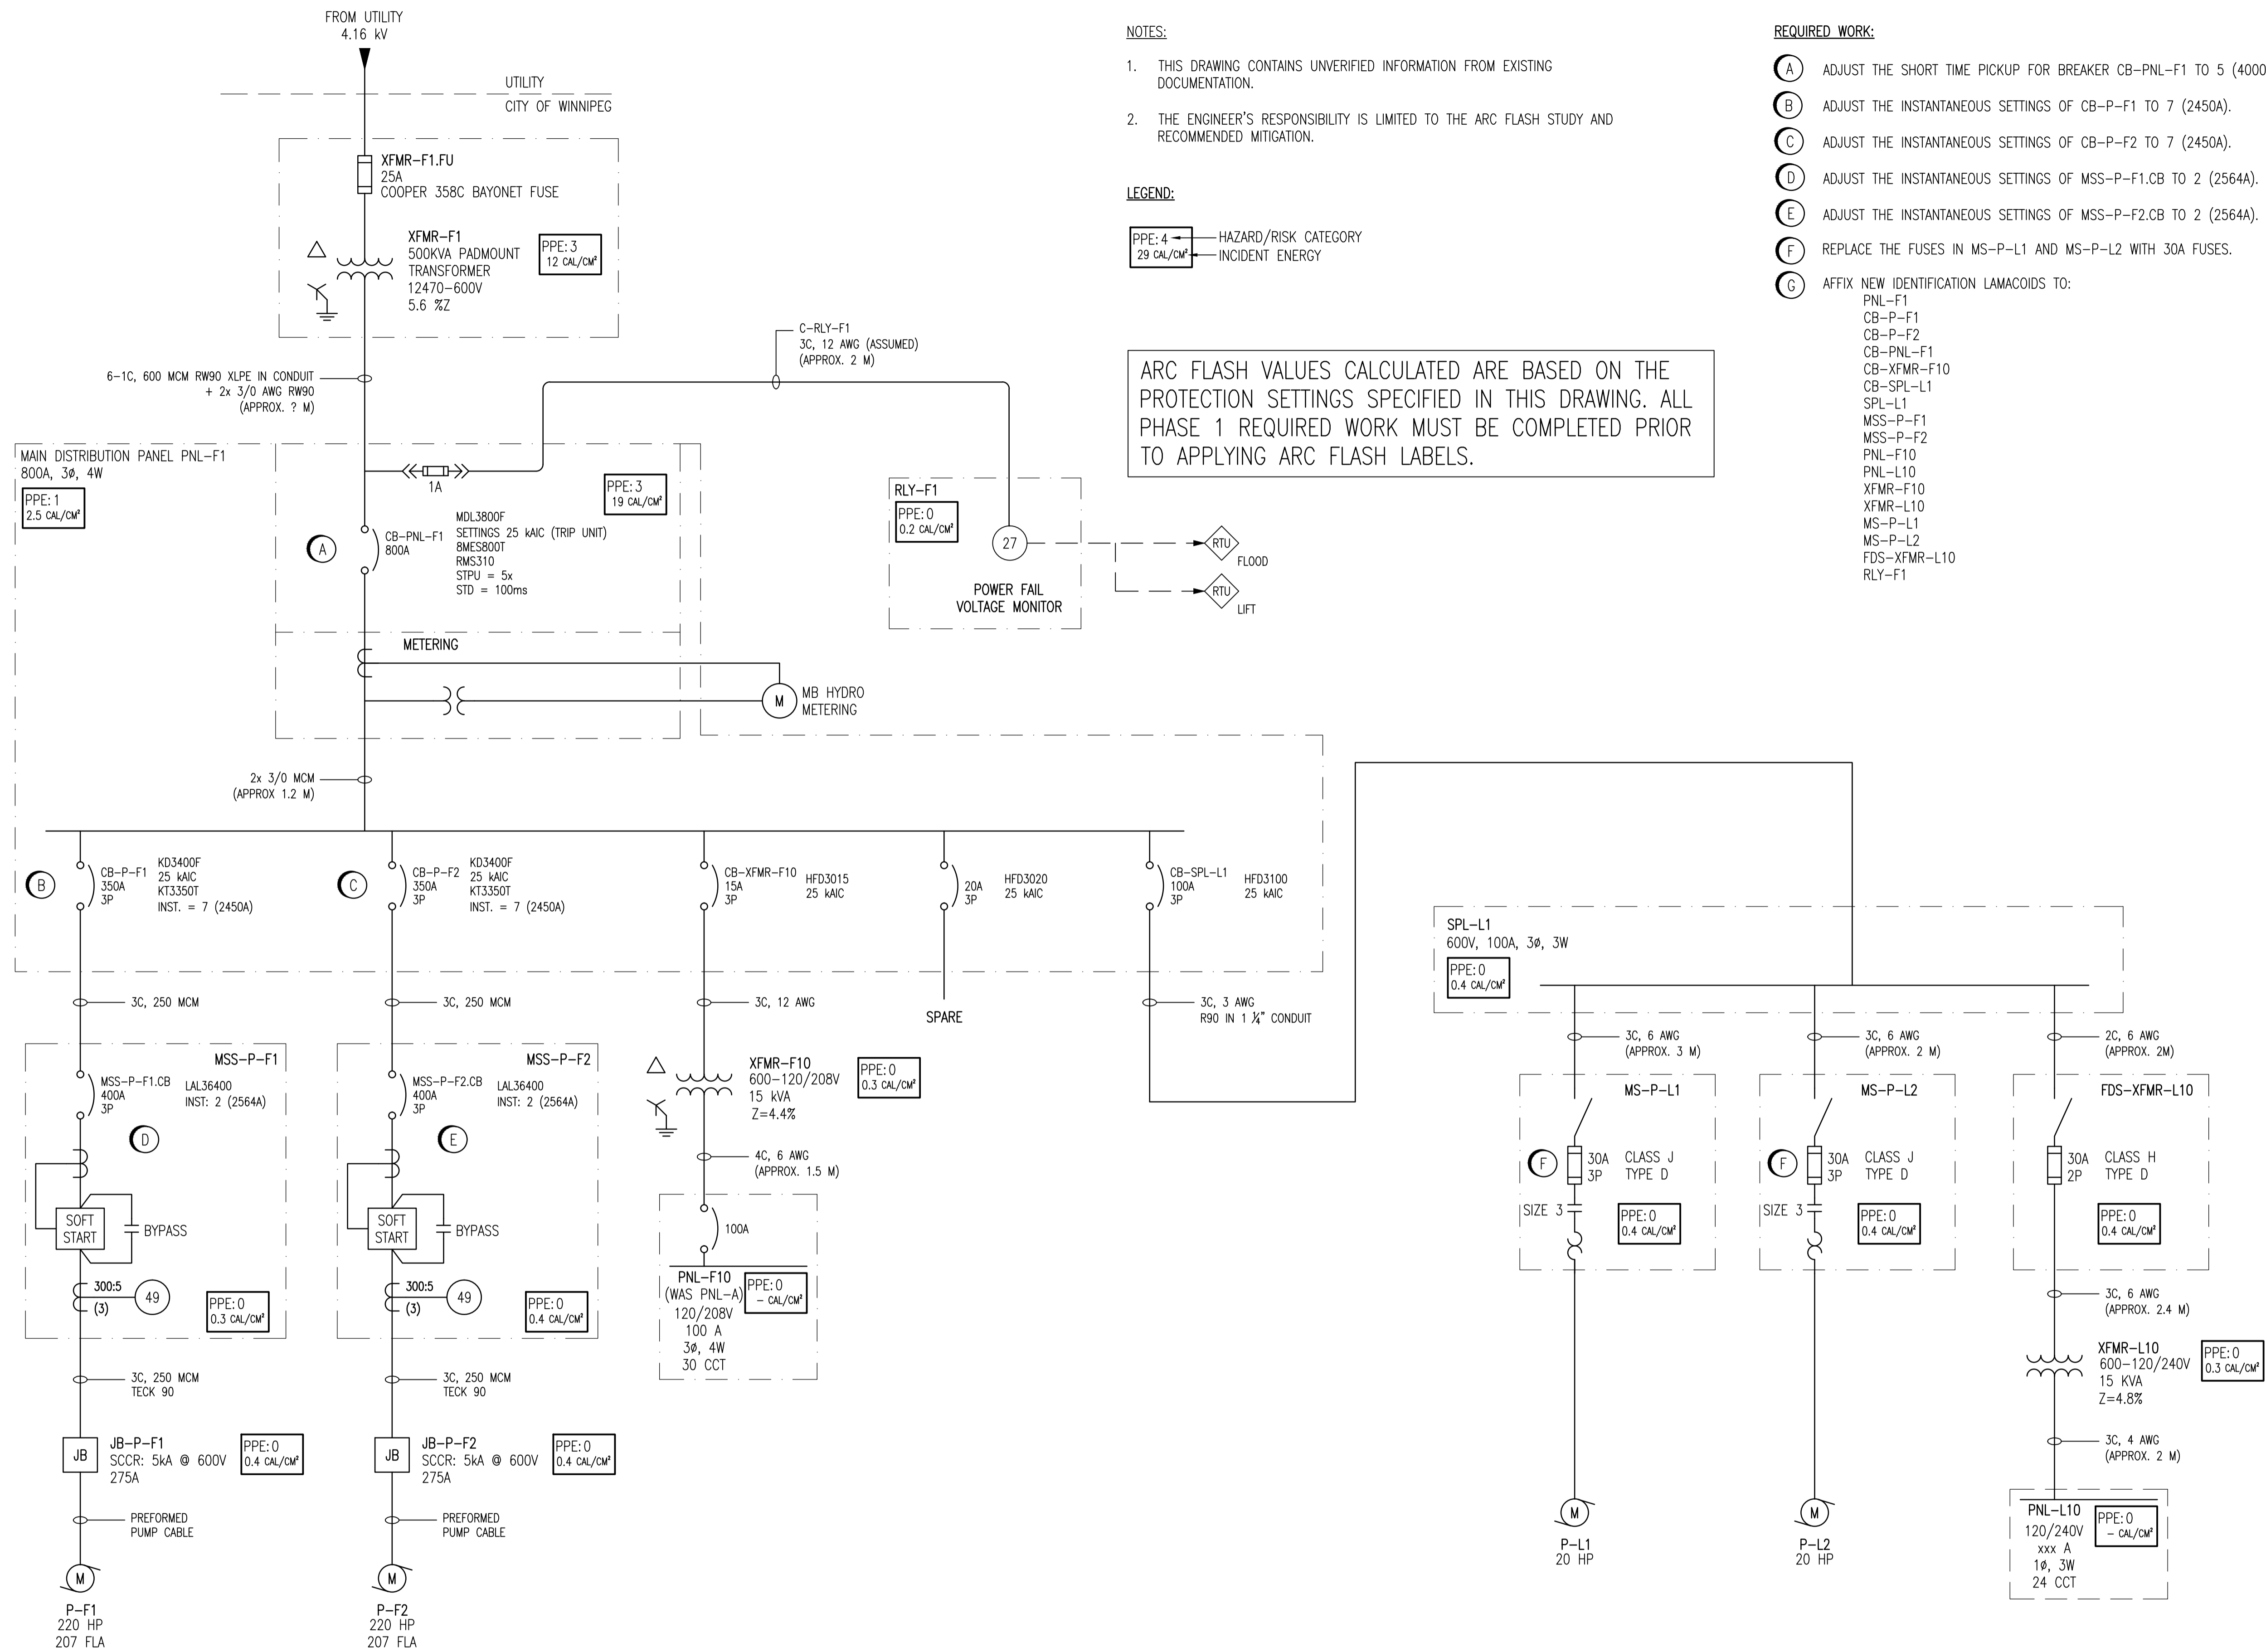 FROM UTILITY
4.16 kV
UTILITY
CITY OF WINNIPEG
XFMR-F1.FU
25A
COOPER 358C BAYONET FUSE
XFMR-F1
500KVA PADMOUNT
TRANSFORMER
12470-600V
5.6 %Z
PPE: 3
12 CAL/CM²
6-1C, 600 MCM RW90 XLPE IN CONDUIT
+ 2x 3/0 AWG RW90
(APPROX. ? M)
C-RLY-F1
3C, 12 AWG (ASSUMED)
(APPROX. 2 M)
NOTES:
1. THIS DRAWING CONTAINS UNVERIFIED INFORMATION FROM EXISTING
DOCUMENTATION.
2. THE ENGINEER'S RESPONSIBILITY IS LIMITED TO THE ARC FLASH STUDY AND
RECOMMENDED MITIGATION.
LEGEND:
PPE: 4
29 CAL/CM²
HAZARD/RISK CATEGORY
INCIDENT ENERGY
ARC FLASH VALUES CALCULATED ARE BASED ON THE
PROTECTION SETTINGS SPECIFIED IN THIS DRAWING. ALL
PHASE 1 REQUIRED WORK MUST BE COMPLETED PRIOR
TO APPLYING ARC FLASH LABELS.
REQUIRED WORK:
A ADJUST THE SHORT TIME PICKUP FOR BREAKER CB-PNL-F1 TO 5 (4000
B ADJUST THE INSTANTANEOUS SETTINGS OF CB-P-F1 TO 7 (2450A).
C ADJUST THE INSTANTANEOUS SETTINGS OF CB-P-F2 TO 7 (2450A).
D ADJUST THE INSTANTANEOUS SETTINGS OF MSS-P-F1.CB TO 2 (2564A).
E ADJUST THE INSTANTANEOUS SETTINGS OF MSS-P-F2.CB TO 2 (2564A).
F REPLACE THE FUSES IN MS-P-L1 AND MS-P-L2 WITH 30A FUSES.
G AFFIX NEW IDENTIFICATION LAMACOIDS TO:
PNL-F1
CB-P-F1
CB-P-F2
CB-PNL-F1
CB-XFMR-F10
CB-SPL-L1
SPL-L1
MSS-P-F1
MSS-P-F2
PNL-F10
PNL-L10
XFMR-F10
XFMR-L10
MS-P-L1
MS-P-L2
FDS-XFMR-L10
RLY-F1
MAIN DISTRIBUTION PANEL PNL-F1
800A, 3ø, 4W
PPE: 1
2.5 CAL/CM²
1A
PPE: 3
19 CAL/CM²
A
CB-PNL-F1
800A
MDL3800F
SETTINGS 25 kAIC (TRIP UNIT)
8MES800T
RMS310
STPU = 5x
STD = 100ms
RLY-F1
PPE: 0
0.2 CAL/CM²
27
POWER FAIL
VOLTAGE MONITOR
RTU
FLOOD
RTU
LIFT
METERING
M
MB HYDRO
METERING
2x 3/0 MCM
(APPROX 1.2 M)
B
CB-P-F1
350A
3P
KD3400F
25 kAIC
KT3350T
INST. = 7 (2450A)
C
CB-P-F2
350A
3P
KD3400F
25 kAIC
KT3350T
INST. = 7 (2450A)
CB-XFMR-F10
15A
3P
HFD3015
25 kAIC
20A
3P
HFD3020
25 kAIC
CB-SPL-L1
100A
3P
HFD3100
25 kAIC
3C, 250 MCM
3C, 250 MCM
3C, 12 AWG
SPARE
3C, 3 AWG
R90 IN 1 ¼" CONDUIT
SPL-L1
600V, 100A, 3ø, 3W
PPE: 0
0.4 CAL/CM²
3C, 6 AWG
(APPROX. 3 M)
3C, 6 AWG
(APPROX. 2 M)
2C, 6 AWG
(APPROX. 2M)
MSS-P-F1
MSS-P-F1.CB
400A
3P
LAL36400
INST: 2 (2564A)
D
SOFT
START
BYPASS
300:5
(3)
49
PPE: 0
0.3 CAL/CM²
MSS-P-F2
MSS-P-F2.CB
400A
3P
LAL36400
INST: 2 (2564A)
E
SOFT
START
BYPASS
300:5
(3)
49
PPE: 0
0.4 CAL/CM²
XFMR-F10
600-120/208V
15 kVA
Z=4.4%
PPE: 0
0.3 CAL/CM²
4C, 6 AWG
(APPROX. 1.5 M)
100A
PNL-F10
(WAS PNL-A)
120/208V
100 A
3ø, 4W
30 CCT
PPE: 0
- CAL/CM²
MS-P-L1
F
30A
3P
CLASS J
TYPE D
SIZE 3
PPE: 0
0.4 CAL/CM²
MS-P-L2
F
30A
3P
CLASS J
TYPE D
SIZE 3
PPE: 0
0.4 CAL/CM²
FDS-XFMR-L10
30A
2P
CLASS H
TYPE D
PPE: 0
0.4 CAL/CM²
3C, 6 AWG
(APPROX. 2.4 M)
XFMR-L10
600-120/240V
15 KVA
Z=4.8%
PPE: 0
0.3 CAL/CM²
3C, 4 AWG
(APPROX. 2 M)
3C, 250 MCM
TECK 90
3C, 250 MCM
TECK 90
JB
JB-P-F1
SCCR: 5kA @ 600V
275A
PPE: 0
0.4 CAL/CM²
JB
JB-P-F2
SCCR: 5kA @ 600V
275A
PPE: 0
0.4 CAL/CM²
PREFORMED
PUMP CABLE
PREFORMED
PUMP CABLE
M
P-F1
220 HP
207 FLA
M
P-F2
220 HP
207 FLA
M
P-L1
20 HP
M
P-L2
20 HP
PNL-L10
120/240V
xxx A
1ø, 3W
24 CCT
PPE: 0
- CAL/CM²